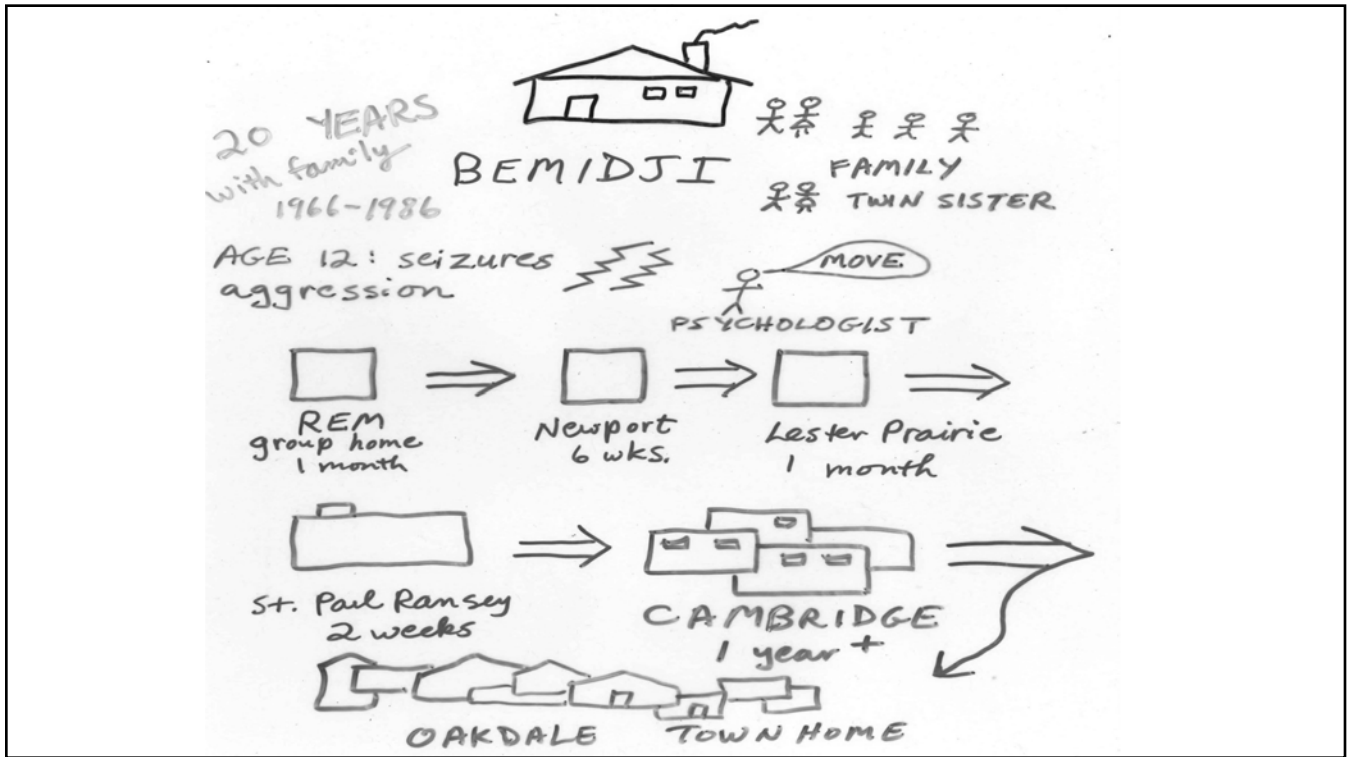 20 YEARS
with family
1966-1986
BEMIDJI
FAMILY
TWIN SISTER
AGE 12: seizures
aggression
MOVE
PSYCHOLOGIST
REM
group home
1 month
Newport
6 wks.
Lester Prairie
1 month
St. Paul Ramsey
2 weeks
CAMBRIDGE
1 year +
OAKDALE TOWN HOME